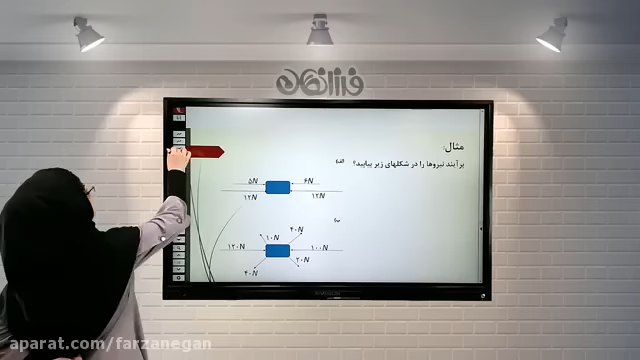 فرزانگان
مثال:
برآیند نیروها را در شکلهای زیر بیابید؟
الف)
۵N ۶N
۱۲N ۱۲N
ب)
۴۰N
۱۰N
۱۲۰N ۱۰۰N
۲۰N
۴۰N
aparat.com/farzanegan